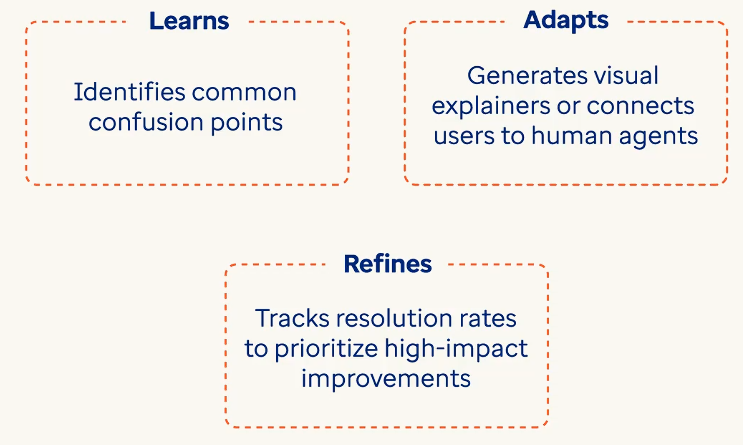 Learns
Identifies common
confusion points
Adapts
Generates visual
explainers or connects
users to human agents
Refines
Tracks resolution rates
to prioritize high-impact
improvements